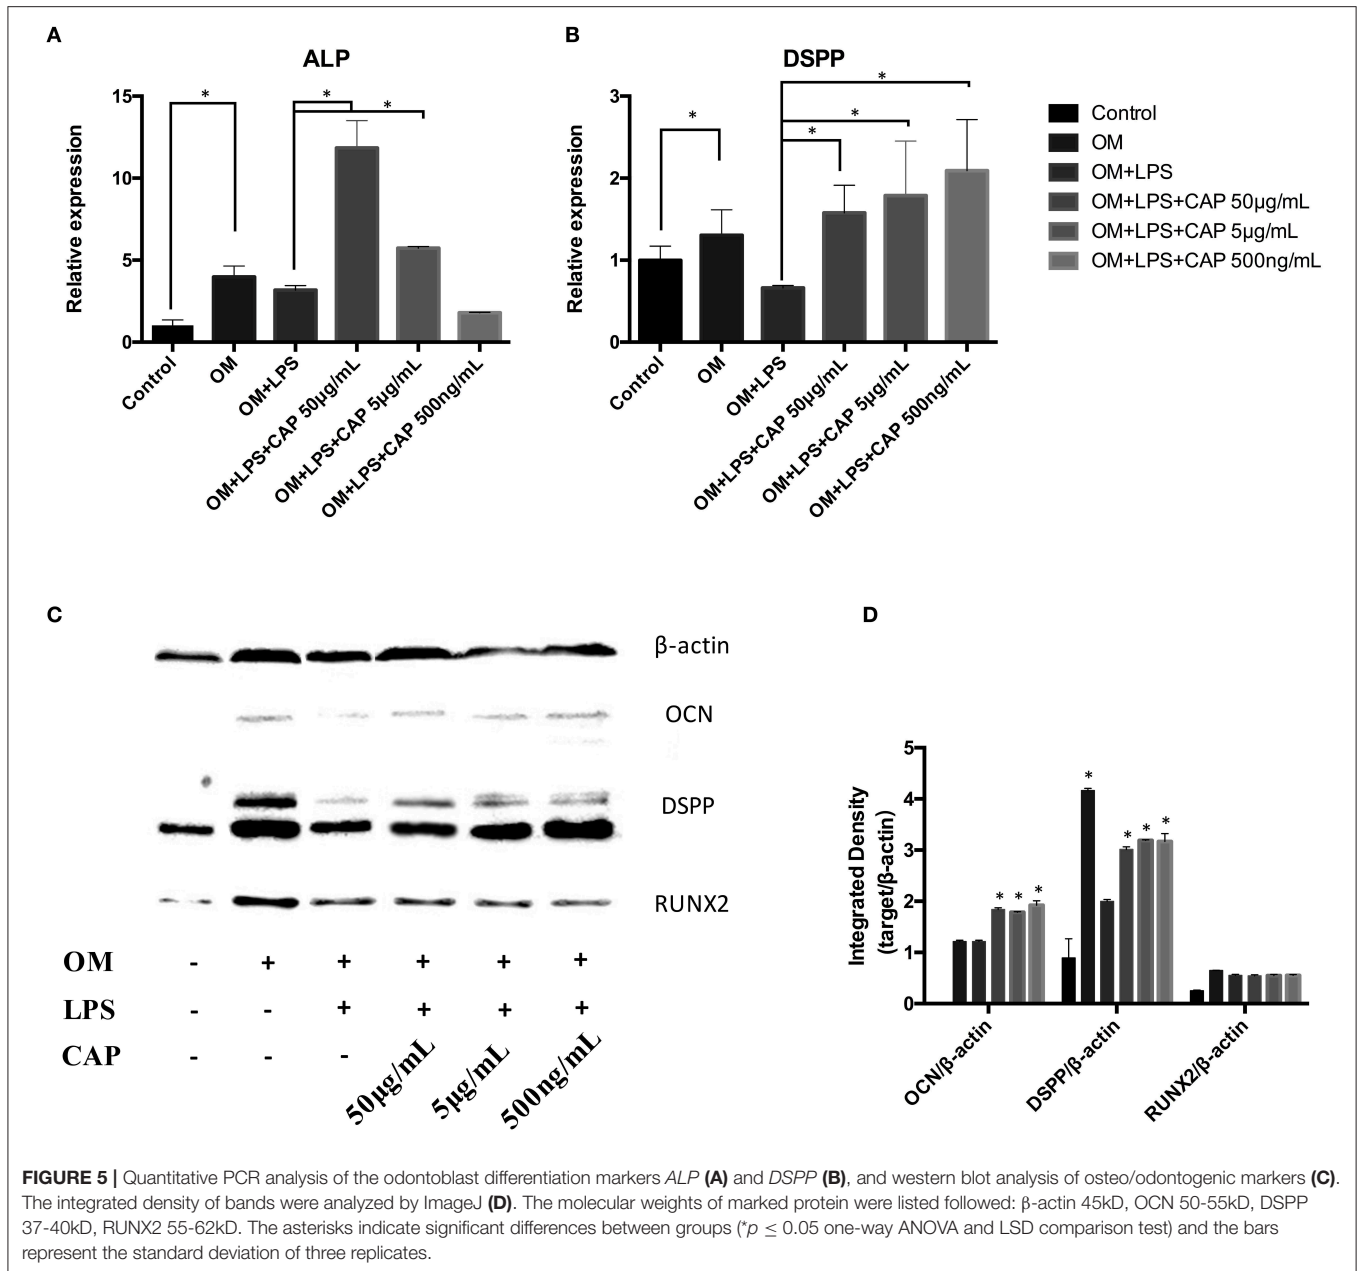 A
ALP
Relative expression
15
10
5
0
*
*
*
Control
OM
OM+LPS
OM+LPS+CAP 50µg/mL
OM+LPS+CAP 5µg/mL
OM+LPS+CAP 500ng/mL
B
DSPP
Relative expression
3
2
1
0
*
*
*
*
Control
OM
OM+LPS
OM+LPS+CAP 50µg/mL
OM+LPS+CAP 5µg/mL
OM+LPS+CAP 500ng/mL
Control
OM
OM+LPS
OM+LPS+CAP 50µg/mL
OM+LPS+CAP 5µg/mL
OM+LPS+CAP 500ng/mL
C
β-actin
OCN
DSPP
RUNX2
OM - + + + + +
LPS - - + + + +
CAP - - - 50µg/mL 5µg/mL 500ng/mL
D
Integrated Density
(target/β-actin)
5
4
3
2
1
0
* * *
* * * *
OCN/β-actin
DSPP/β-actin
RUNX2/β-actin
FIGURE 5 | Quantitative PCR analysis of the odontoblast differentiation markers ALP (A) and DSPP (B), and western blot analysis of osteo/odontogenic markers (C).
The integrated density of bands were analyzed by ImageJ (D). The molecular weights of marked protein were listed followed: β-actin 45kD, OCN 50-55kD, DSPP
37-40kD, RUNX2 55-62kD. The asterisks indicate significant differences between groups (*p ≤ 0.05 one-way ANOVA and LSD comparison test) and the bars
represent the standard deviation of three replicates.